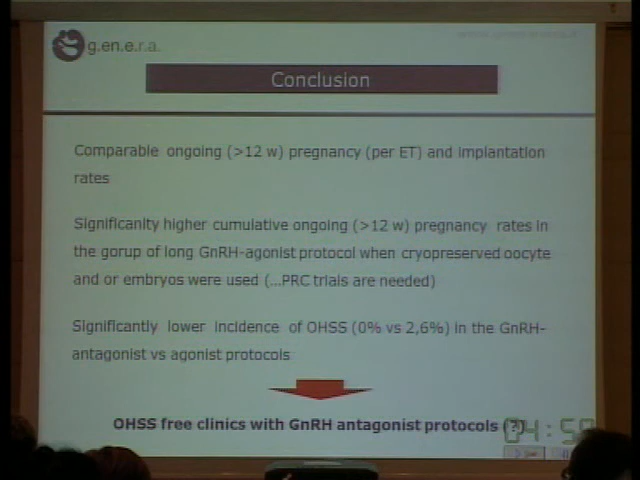 g.en.e.r.a.
Conclusion
Comparable ongoing (>12 w) pregnancy (per ET) and implantation
rates
Significanity higher cumulative ongoing (>12 w) pregnancy rates in
the gorup of long GnRH-agonist protocol when cryopreserved oocyte
and or embryos were used (...PRC trials are needed)
Significantly lower incidence of OHSS (0% vs 2,6%) in the GnRH-
antagonist vs agonist protocols
OHSS free clinics with GnRH antagonist protocols (?)